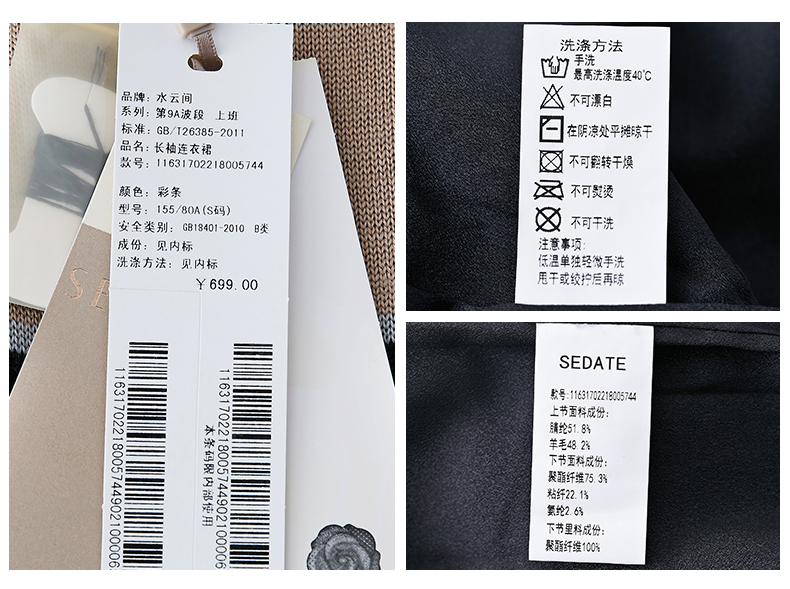 品牌: 水云间
系列: 第9A波段 上班
标准: GB/T26385-2011
品名: 长袖连衣裙
款号: 11631702218005744
颜色: 彩条
型号: 155/80A(S码)
安全类别: GB18401-2010 B类
成份: 见内标
洗涤方法: 见内标
￥699.00
SE
本条码限内部使用
洗涤方法
手洗
最高洗涤温度40℃
不可漂白
在阴凉处平摊晾干
不可翻转干燥
不可熨烫
不可干洗
注意事项:
低温单独轻微手洗
甩干或绞拧后再晾
SEDATE
款号:11631702218005744
上节面料成份:
腈纶51.8%
羊毛48.2%
下节面料成份:
聚酯纤维75.3%
粘纤22.1%
氨纶2.6%
下节里料成份:
聚酯纤维100%